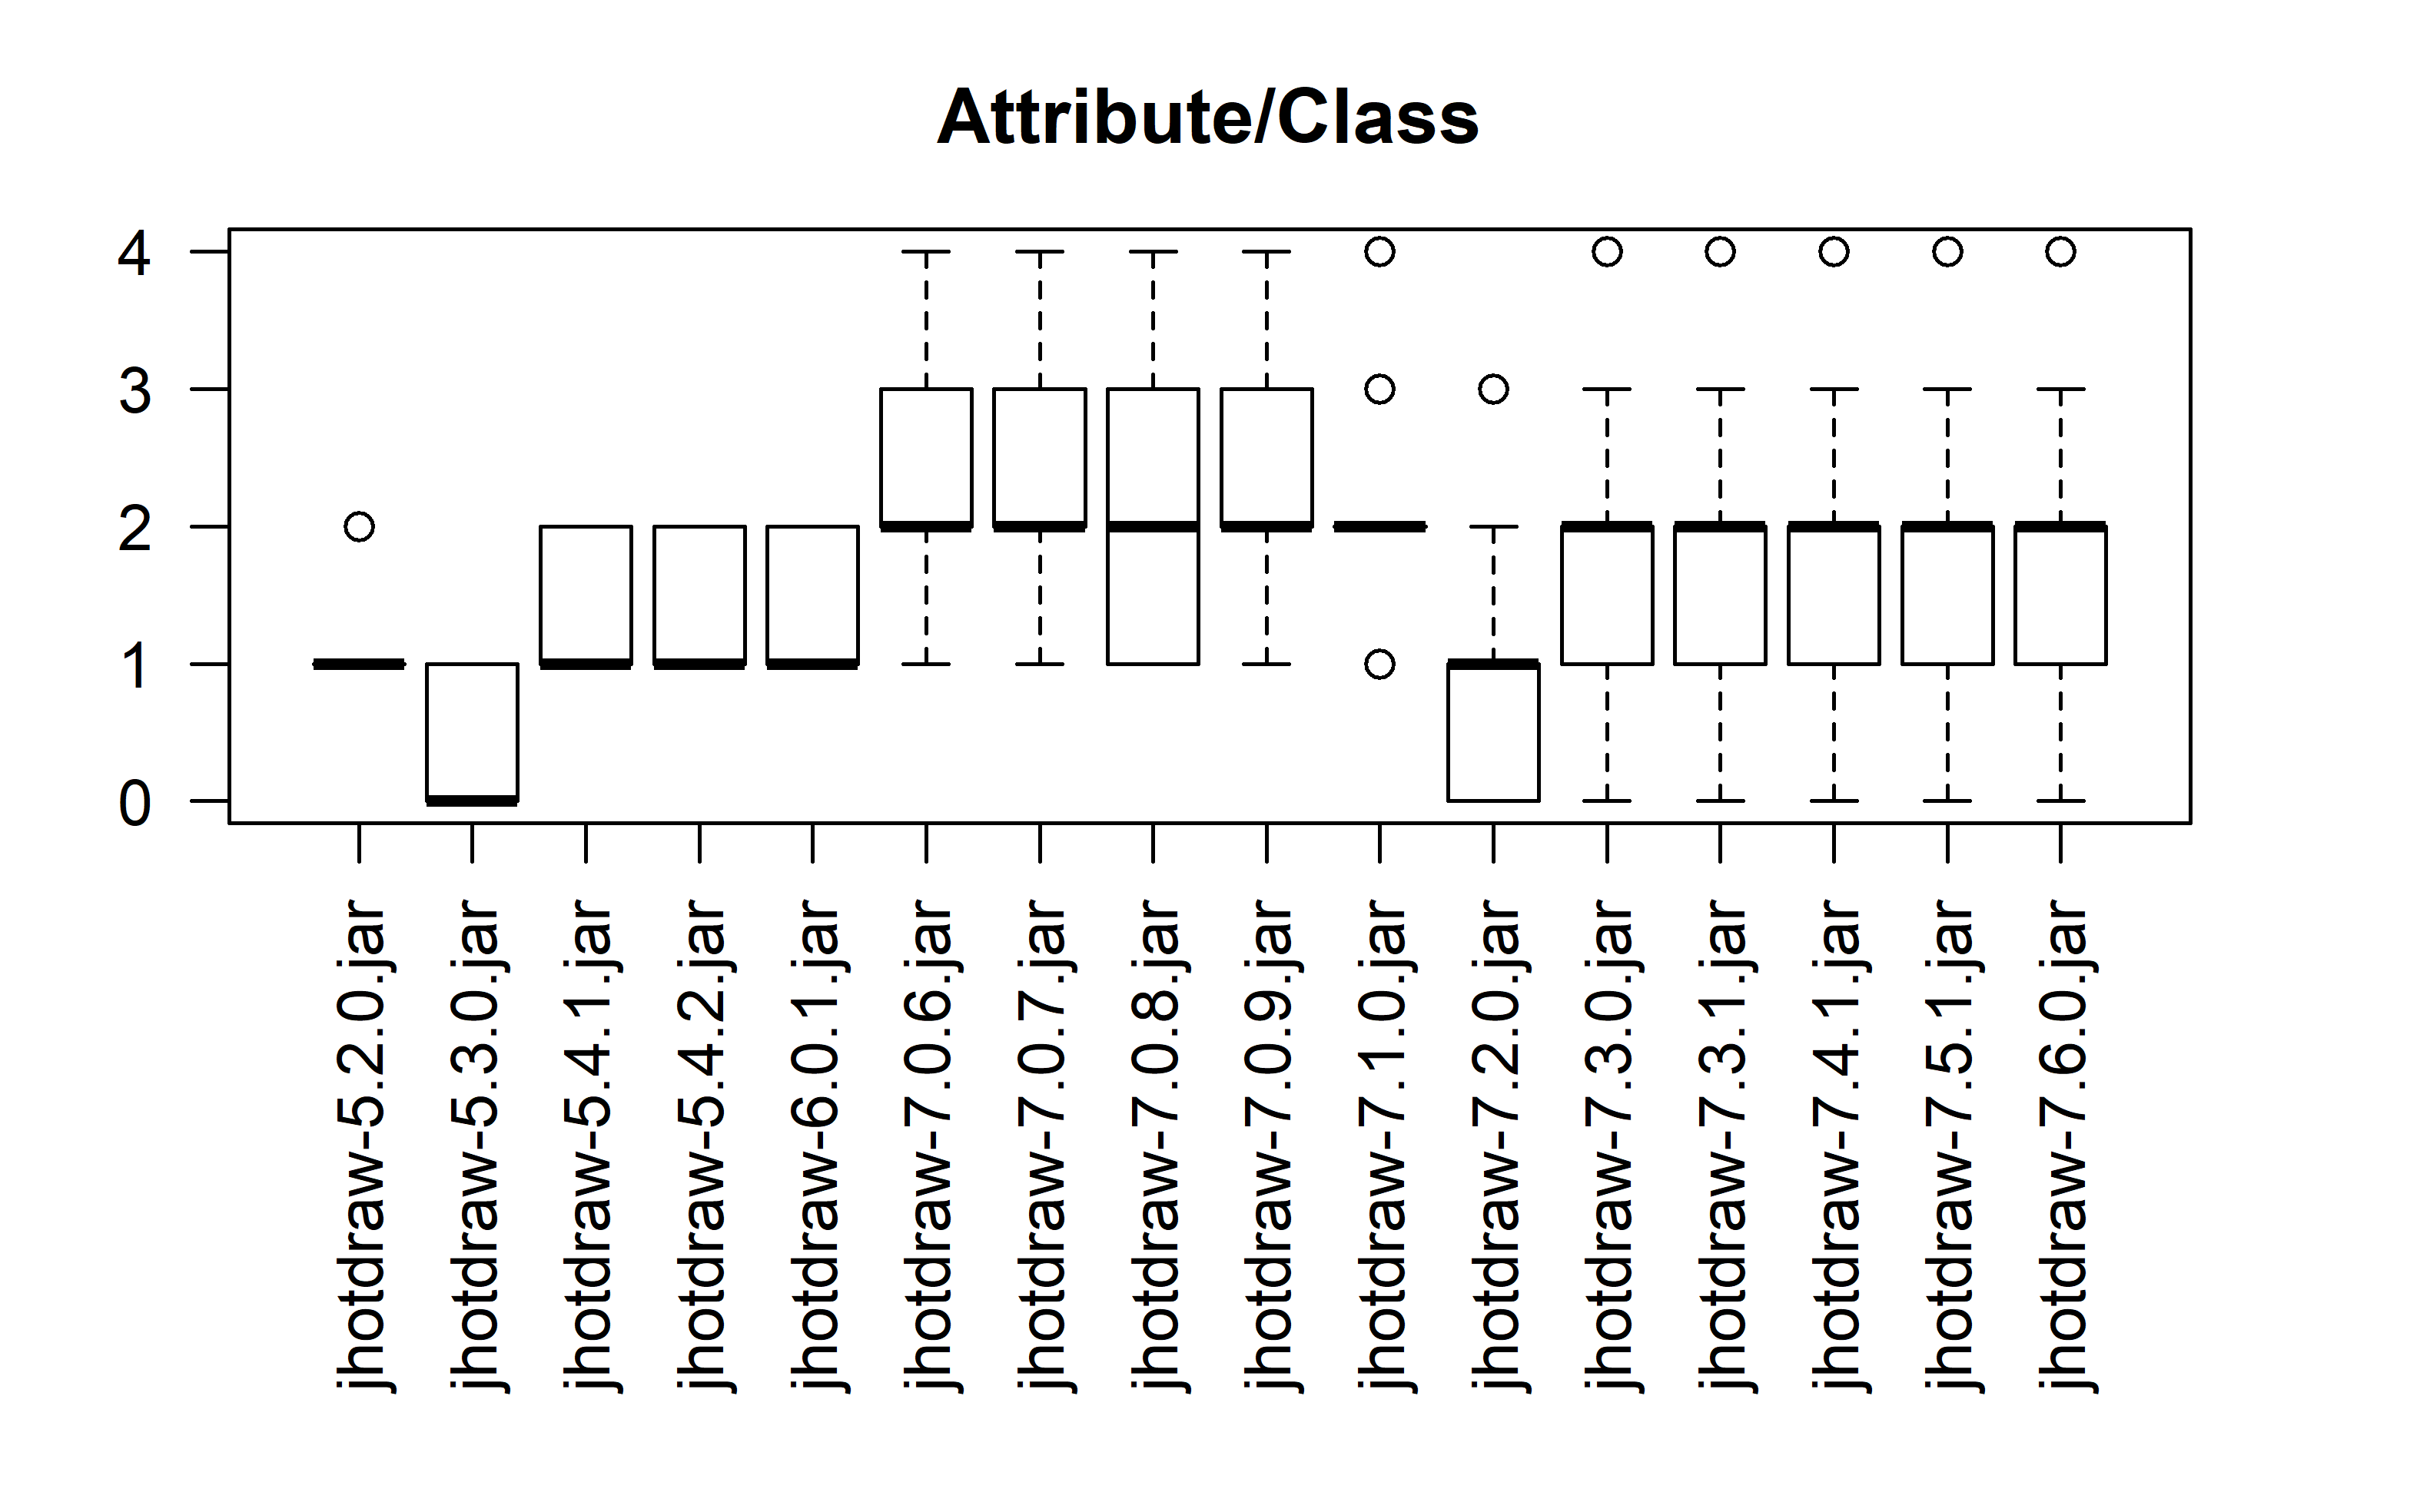 Attribute/Class
4
3
2
1
0
jhotdraw-5.2.0.jar
jhotdraw-5.3.0.jar
jhotdraw-5.4.1.jar
jhotdraw-5.4.2.jar
jhotdraw-6.0.1.jar
jhotdraw-7.0.6.jar
jhotdraw-7.0.7.jar
jhotdraw-7.0.8.jar
jhotdraw-7.0.9.jar
jhotdraw-7.1.0.jar
jhotdraw-7.2.0.jar
jhotdraw-7.3.0.jar
jhotdraw-7.3.1.jar
jhotdraw-7.4.1.jar
jhotdraw-7.5.1.jar
jhotdraw-7.6.0.jar